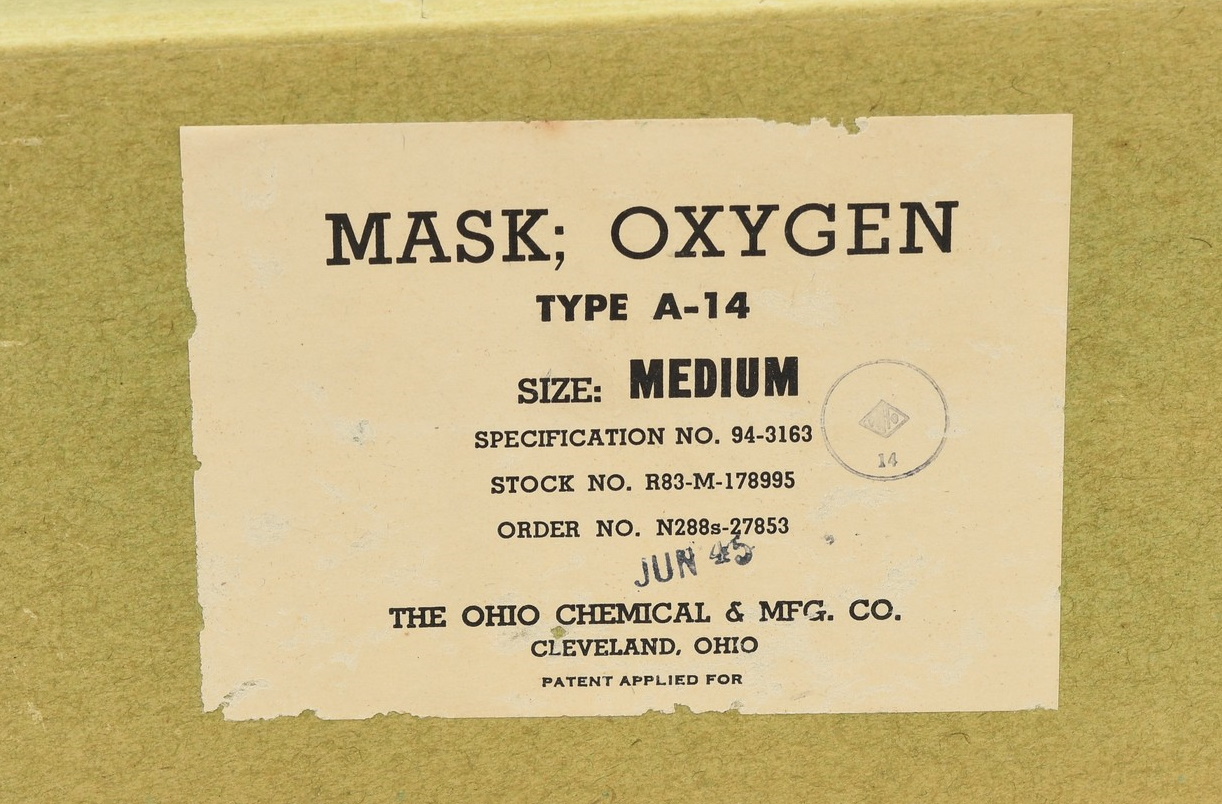 MASK; OXYGEN
TYPE A-14
SIZE: MEDIUM
SPECIFICATION NO. 94-3163
14
STOCK NO. R83-M-178995
ORDER NO. N288s-27853
JUN 45
THE OHIO CHEMICAL & MFG. CO.
CLEVELAND, OHIO
PATENT APPLIED FOR